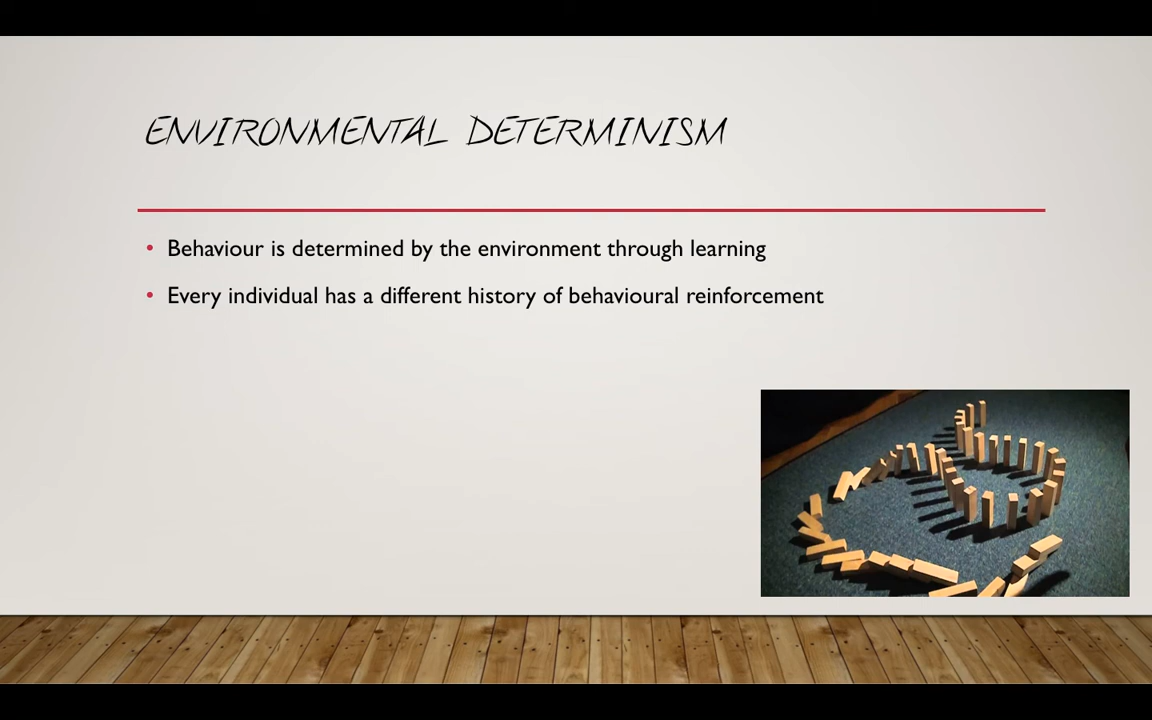 ENVIRONMENTAL DETERMINISM
• Behaviour is determined by the environment through learning
• Every individual has a different history of behavioural reinforcement